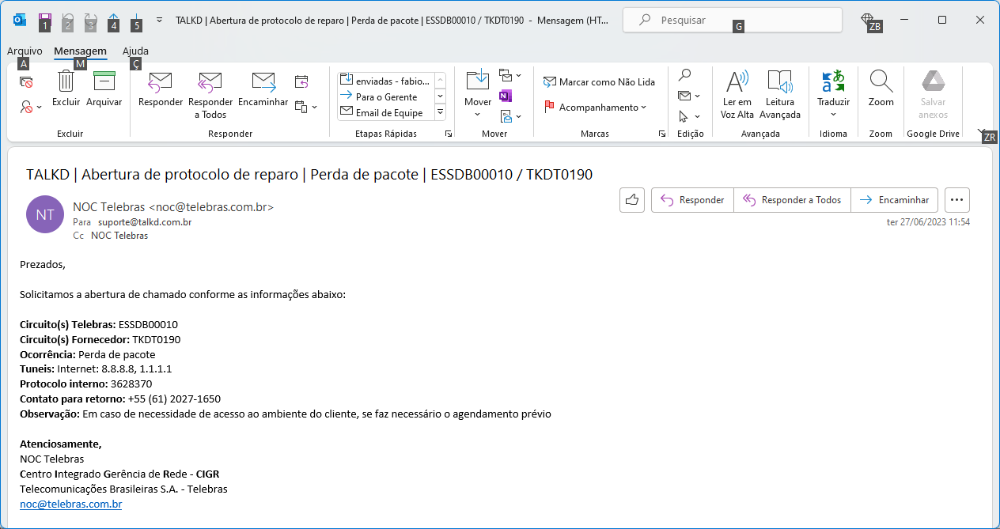 TALKD | Abertura de protocolo de reparo | Perda de pacote | ESSDB00010 / TKDT0190 - Mensagem (HT...
Pesquisar
1 2 3 4 5 G ZB
Arquivo Mensagem Ajuda
A M Ç
Excluir Arquivar
Responder Responder a Todos Encaminhar
enviadas - fabio...
Para o Gerente
Email de Equipe
Mover
Marcar como Não Lida
Acompanhamento
Ler em Voz Alta
Leitura Avançada
Traduzir
Zoom
Salvar anexos
Excluir Responder Etapas Rápidas Mover Marcas Edição Avançada Idioma Zoom Google Drive
ZR
TALKD | Abertura de protocolo de reparo | Perda de pacote | ESSDB00010 / TKDT0190
NT
NOC Telebras <noc@telebras.com.br>
Para suporte@talkd.com.br
Cc NOC Telebras
Responder Responder a Todos Encaminhar
ter 27/06/2023 11:54
Prezados,
Solicitamos a abertura de chamado conforme as informações abaixo:
Circuito(s) Telebras: ESSDB00010
Circuito(s) Fornecedor: TKDT0190
Ocorrência: Perda de pacote
Tuneis: Internet: 8.8.8.8, 1.1.1.1
Protocolo interno: 3628370
Contato para retorno: +55 (61) 2027-1650
Observação: Em caso de necessidade de acesso ao ambiente do cliente, se faz necessário o agendamento prévio
Atenciosamente,
NOC Telebras
Centro Integrado Gerência de Rede - CIGR
Telecomunicações Brasileiras S.A. - Telebras
noc@telebras.com.br